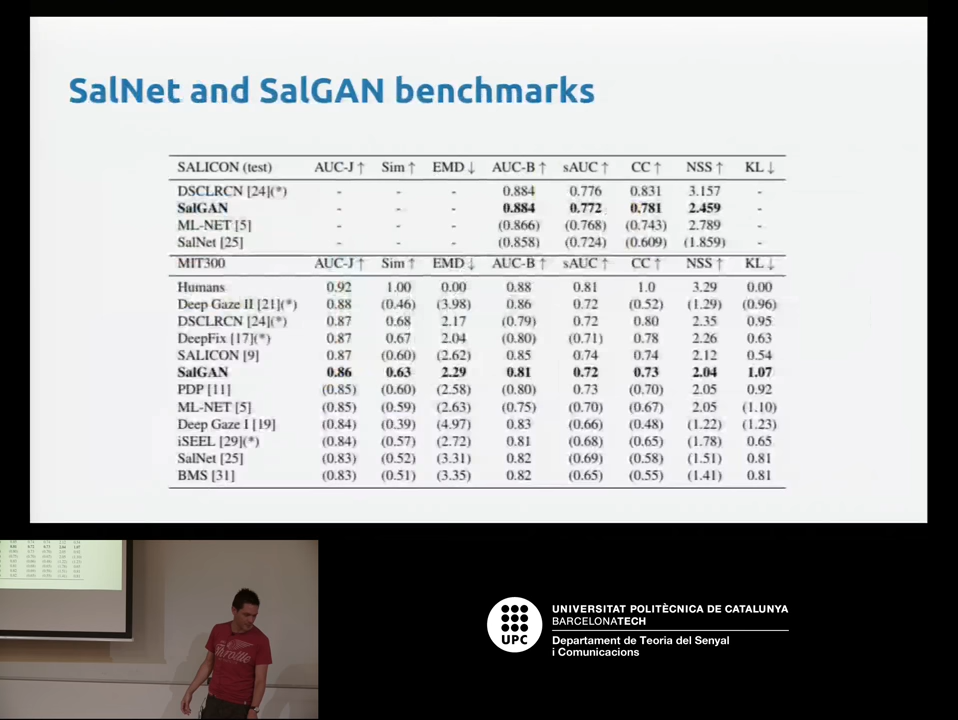 SalNet and SalGAN benchmarks
SALICON (test) AUC-J ↑ Sim ↑ EMD ↓ AUC-B ↑ sAUC ↑ CC ↑ NSS ↑ KL ↓
DSCLRCN [24](*) - - - 0.884 0.776 0.831 3.157 -
SalGAN - - - 0.884 0.772 0.781 2.459 -
ML-NET [5] - - - (0.866) (0.768) (0.743) 2.789 -
SalNet [25] - - - (0.858) (0.724) (0.609) (1.859) -
MIT300 AUC-J ↑ Sim ↑ EMD ↓ AUC-B ↑ sAUC ↑ CC ↑ NSS ↑ KL ↓
Humans 0.92 1.00 0.00 0.88 0.81 1.0 3.29 0.00
Deep Gaze II [21](*) 0.88 (0.46) (3.98) 0.86 0.72 (0.52) (1.29) (0.96)
DSCLRCN [24](*) 0.87 0.68 2.17 (0.79) 0.72 0.80 2.35 0.95
DeepFix [17](*) 0.87 0.67 2.04 (0.80) (0.71) 0.78 2.26 0.63
SALICON [9] 0.87 (0.60) (2.62) 0.85 0.74 0.74 2.12 0.54
SalGAN 0.86 0.63 2.29 0.81 0.72 0.73 2.04 1.07
PDP [11] (0.85) (0.60) (2.58) (0.80) 0.73 (0.70) 2.05 0.92
ML-NET [5] (0.85) (0.59) (2.63) (0.75) (0.70) (0.67) 2.05 (1.10)
Deep Gaze I [19] (0.84) (0.39) (4.97) 0.83 (0.66) (0.48) (1.22) (1.23)
iSEEL [29](*) (0.84) (0.57) (2.72) 0.81 (0.68) (0.65) (1.78) 0.65
SalNet [25] (0.83) (0.52) (3.31) 0.82 (0.69) (0.58) (1.51) 0.81
BMS [31] (0.83) (0.51) (3.35) 0.82 (0.65) (0.55) (1.41) 0.81
UPC
UNIVERSITAT POLITÈCNICA DE CATALUNYA
BARCELONATECH
Departament de Teoria del Senyal
i Comunicacions